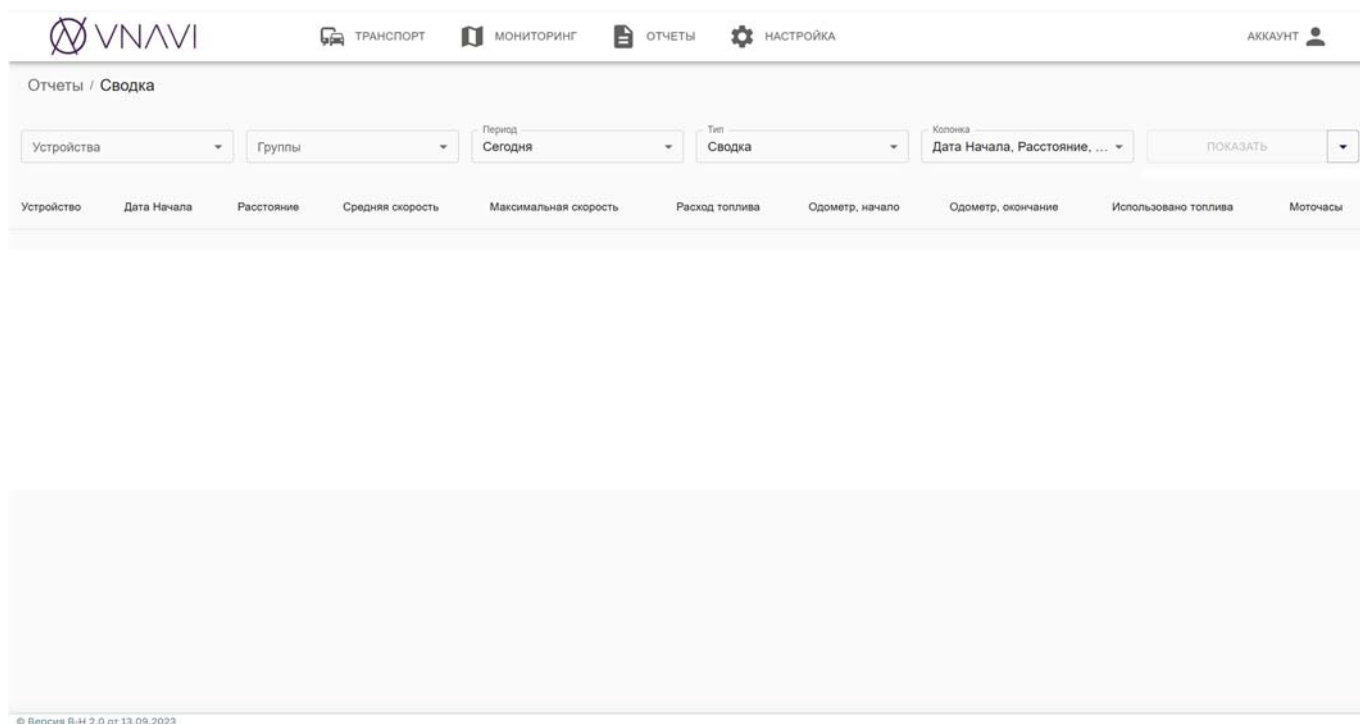 VNAVI ТРАНСПОРТ МОНИТОРИНГ ОТЧЕТЫ НАСТРОЙКА АККАУНТ
Отчеты / Сводка
Период Тип Колонка
Устройства Группы Сегодня Сводка Дата Начала, Расстояние, ... ПОКАЗАТЬ
Устройство Дата Начала Расстояние Средняя скорость Максимальная скорость Расход топлива Одометр, начало Одометр, окончание Использовано топлива Моточасы
© Версия В-Н 2.0 от 13.09.2023